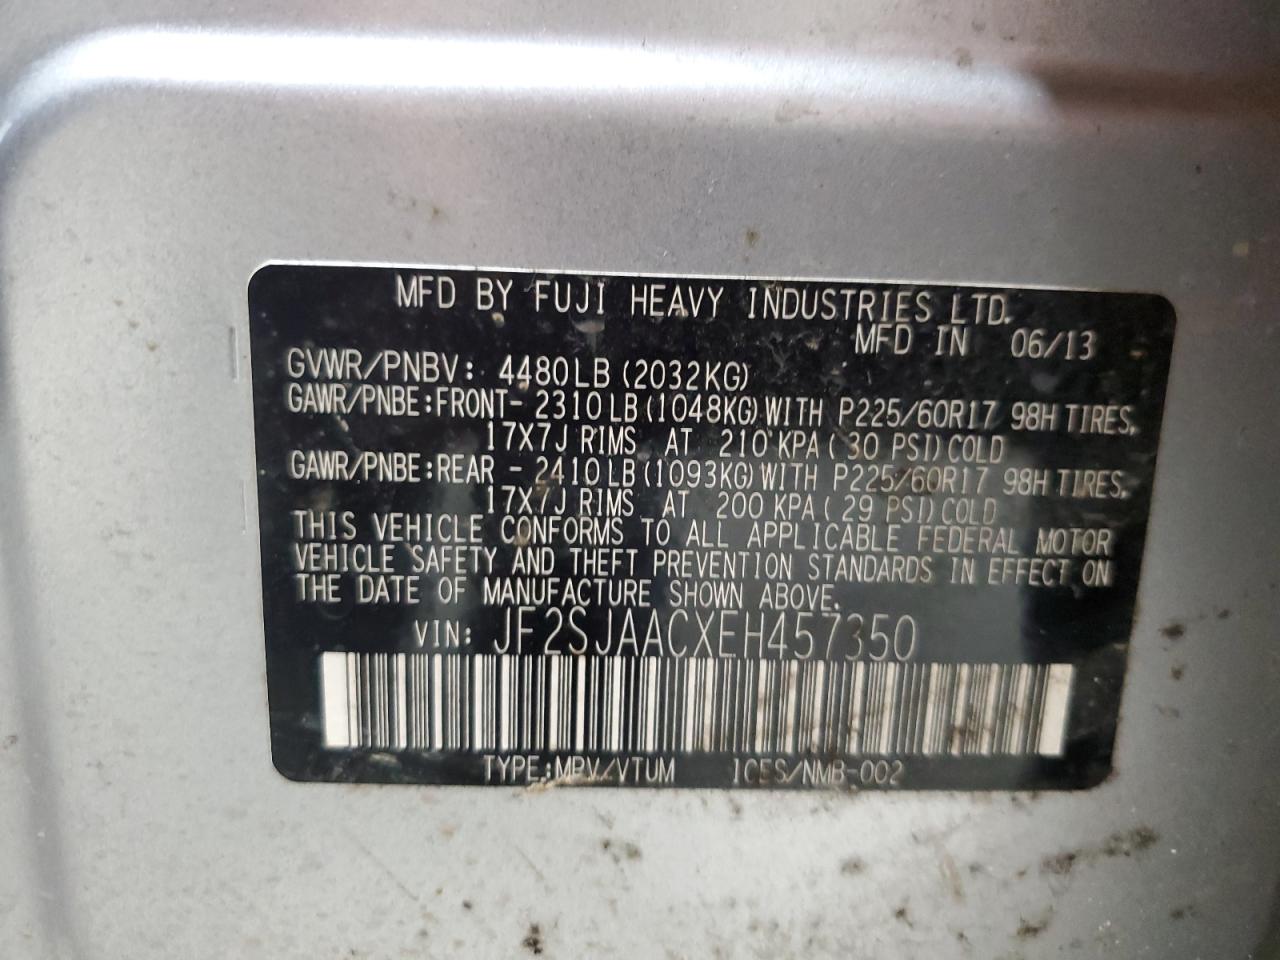 MFD BY FUJI HEAVY INDUSTRIES LTD.
MFD IN 06/13
GVWR/PNBV: 4480LB (2032KG)
GAWR/PNBE:FRONT- 2310LB (1048KG) WITH P225/60R17 98H TIRES,
17X7J RIMS AT 210 KPA ( 30 PSI) COLD
GAWR/PNBE:REAR - 2410LB (1093KG) WITH P225/60R17 98H TIRES,
17X7J RIMS AT 200 KPA ( 29 PSI) COLD
THIS VEHICLE CONFORMS TO ALL APPLICABLE FEDERAL MOTOR
VEHICLE SAFETY AND THEFT PREVENTION STANDARDS IN EFFECT ON
THE DATE OF MANUFACTURE SHOWN ABOVE.
VIN: JF2SJAACXEH457350
TYPE:MPV/VTUM ICES/NMB-002